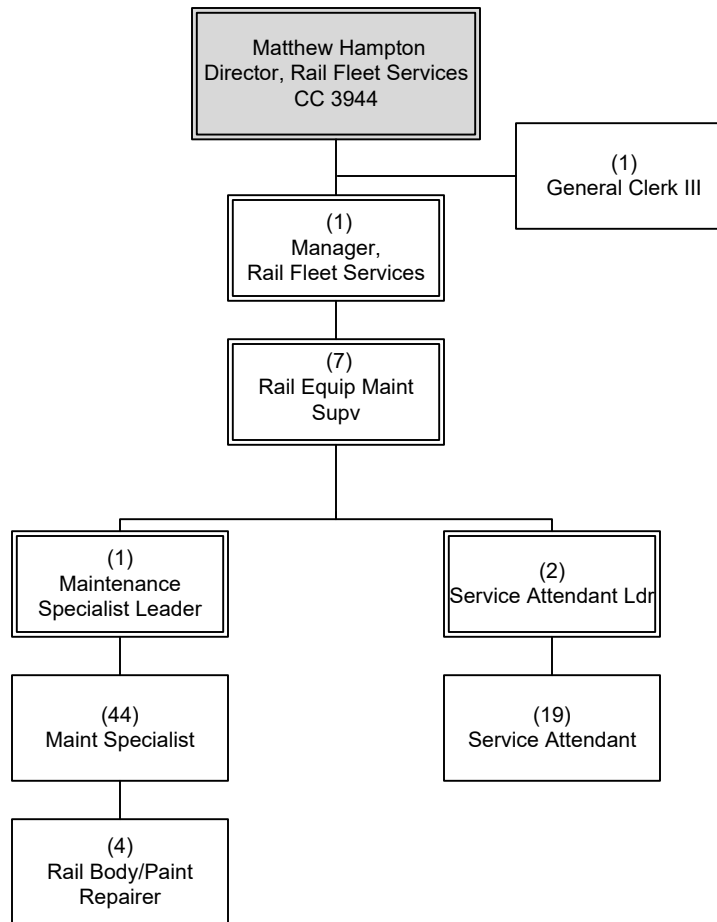 Matthew Hampton
Director, Rail Fleet Services
CC 3944
(1)
General Clerk III
(1)
Manager,
Rail Fleet Services
(7)
Rail Equip Maint
Supv
(1)
Maintenance
Specialist Leader
(2)
Service Attendant Ldr
(44)
Maint Specialist
(19)
Service Attendant
(4)
Rail Body/Paint
Repairer